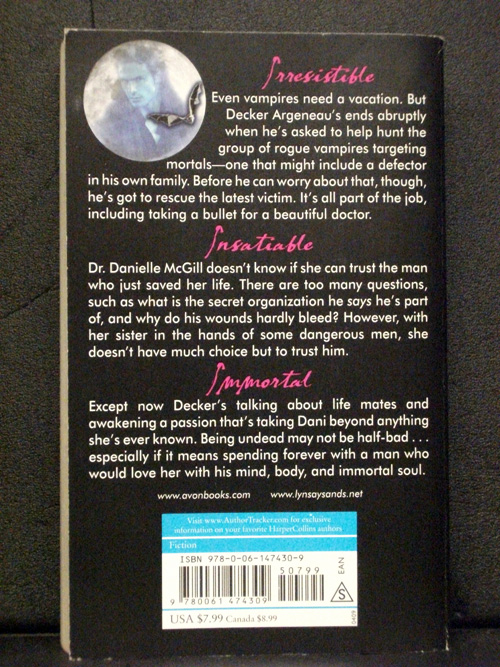 Irresistible
Even vampires need a vacation. But
Decker Argeneau's ends abruptly
when he's asked to help hunt the
group of rogue vampires targeting
mortals—one that might include a defector
in his own family. Before he can worry about that, though,
he's got to rescue the latest victim. It's all part of the job,
including taking a bullet for a beautiful doctor.
Insatiable
Dr. Danielle McGill doesn't know if she can trust the man
who just saved her life. There are too many questions,
such as what is the secret organization he says he's part
of, and why do his wounds hardly bleed? However, with
her sister in the hands of some dangerous men, she
doesn't have much choice but to trust him.
Immortal
Except now Decker's talking about life mates and
awakening a passion that's taking Dani beyond anything
she's ever known. Being undead may not be half-bad . . .
especially if it means spending forever with a man who
would love her with his mind, body, and immortal soul.
www.avonbooks.com www.lynsaysands.net
Visit www.AuthorTracker.com for exclusive
information on your favorite HarperCollins authors
Fiction
ISBN 978-0-06-147430-9
50799
EAN
S
9 780061 474309
0409
USA $7.99 Canada $8.99